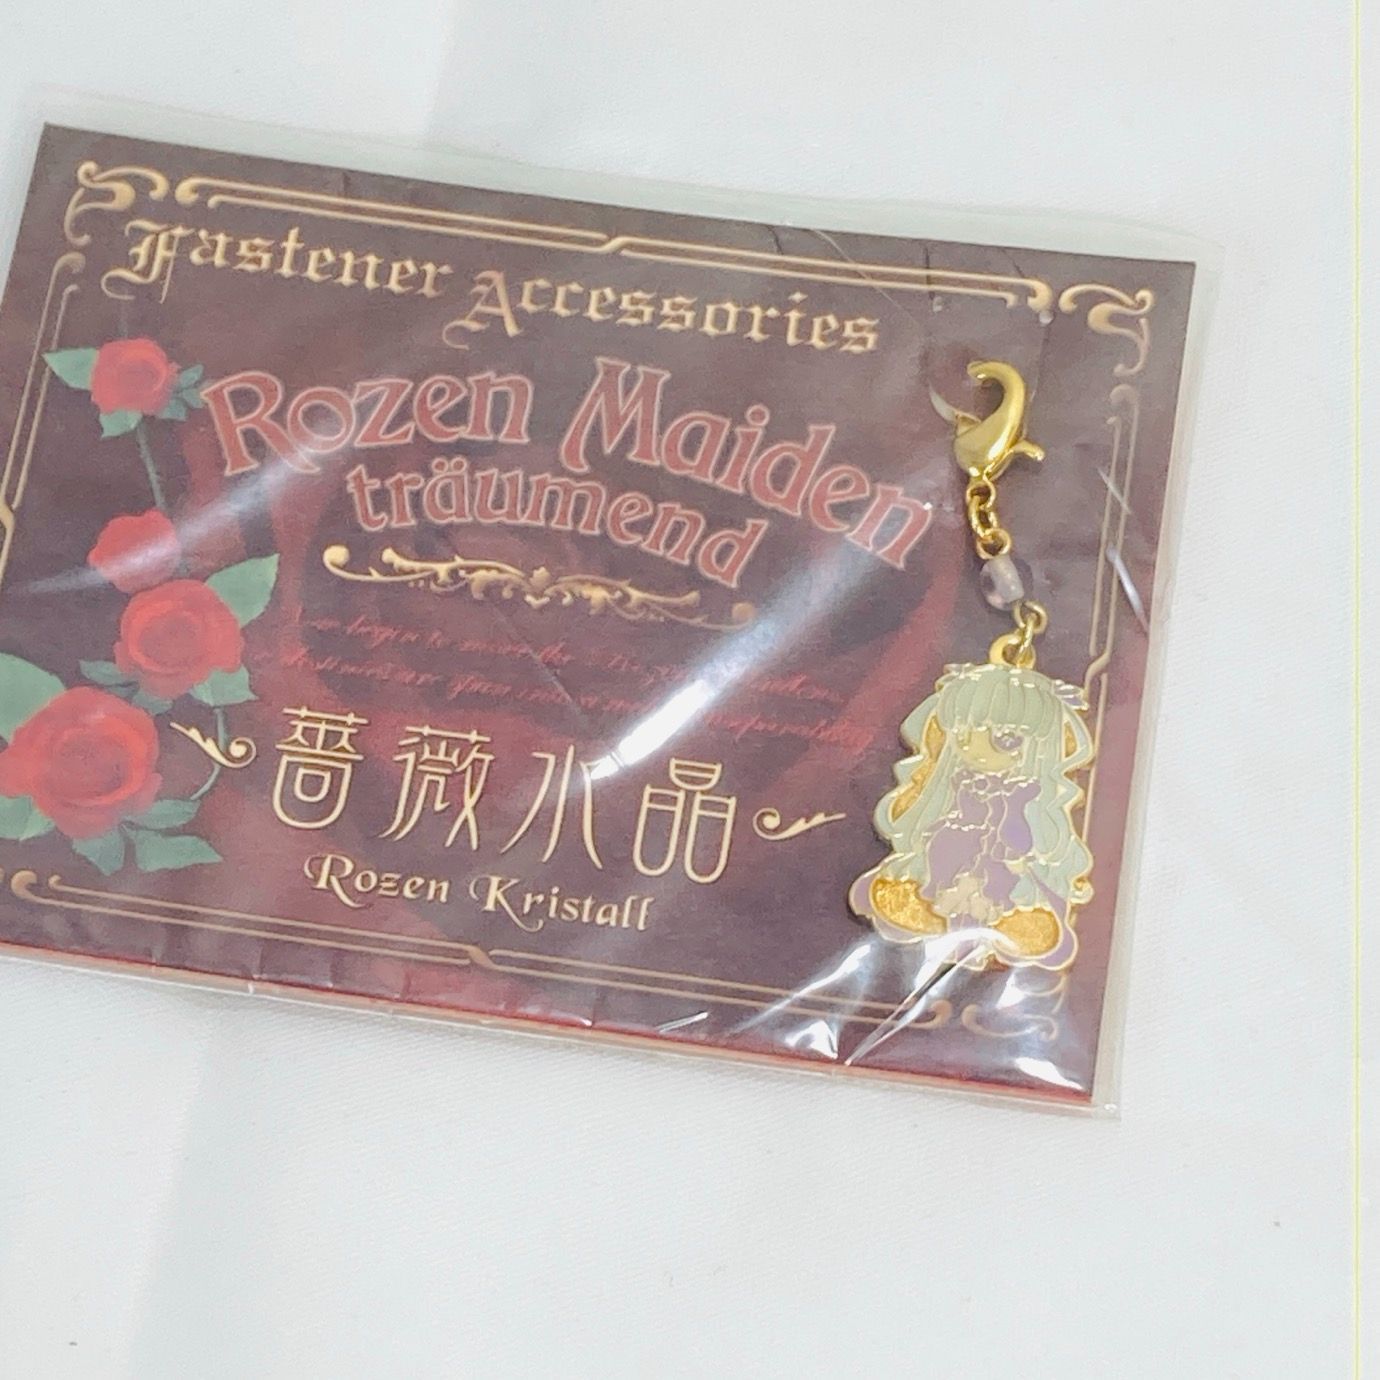 Fastener Accessories
Rozen Maiden
träumend
薔薇水晶
Rozen Kristall